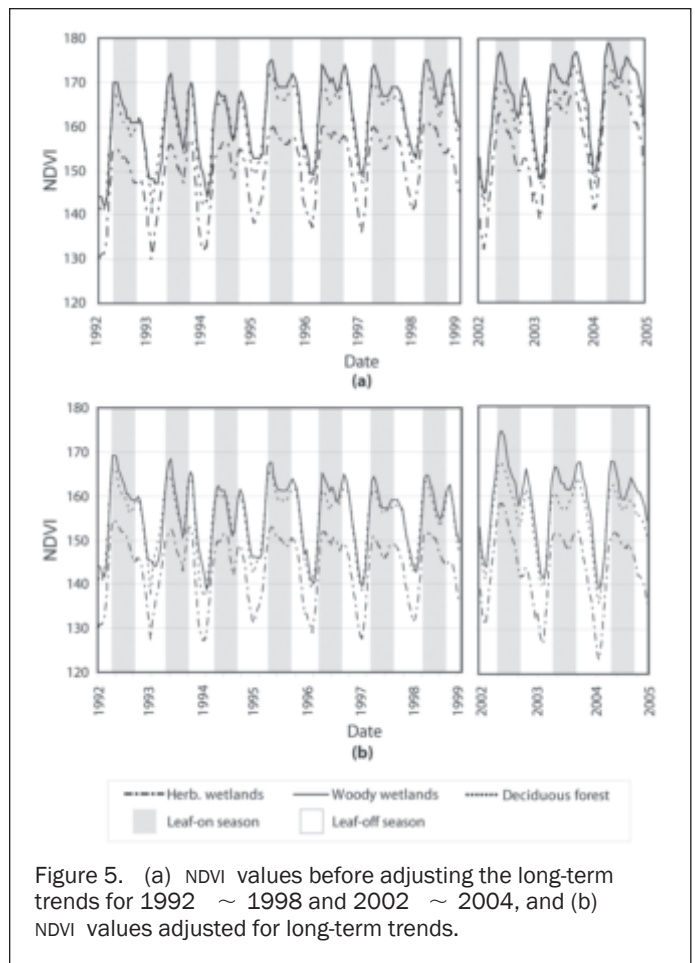 180
170
160
150
140
130
120
NDVI
1992
1993
1994
1995
1996
1997
1998
1999
2002
2003
2004
2005
Date
(a)
180
170
160
150
140
130
120
NDVI
1992
1993
1994
1995
1996
1997
1998
1999
2002
2003
2004
2005
Date
(b)
Herb. wetlands
Woody wetlands
Deciduous forest
Leaf-on season
Leaf-off season
Figure 5. (a) NDVI values before adjusting the long-term
trends for 1992 ~ 1998 and 2002 ~ 2004, and (b)
NDVI values adjusted for long-term trends.